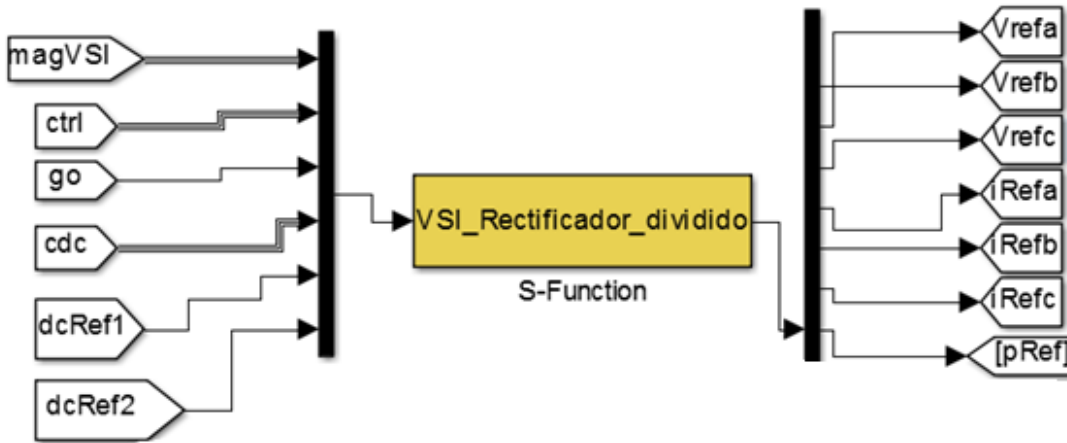 magVSI
ctrl
go
cdc
dcRef1
dcRef2
VSI_Rectificador_dividido
S-Function
Vrefa
Vrefb
Vrefc
iRefa
iRefb
iRefc
[pRef]